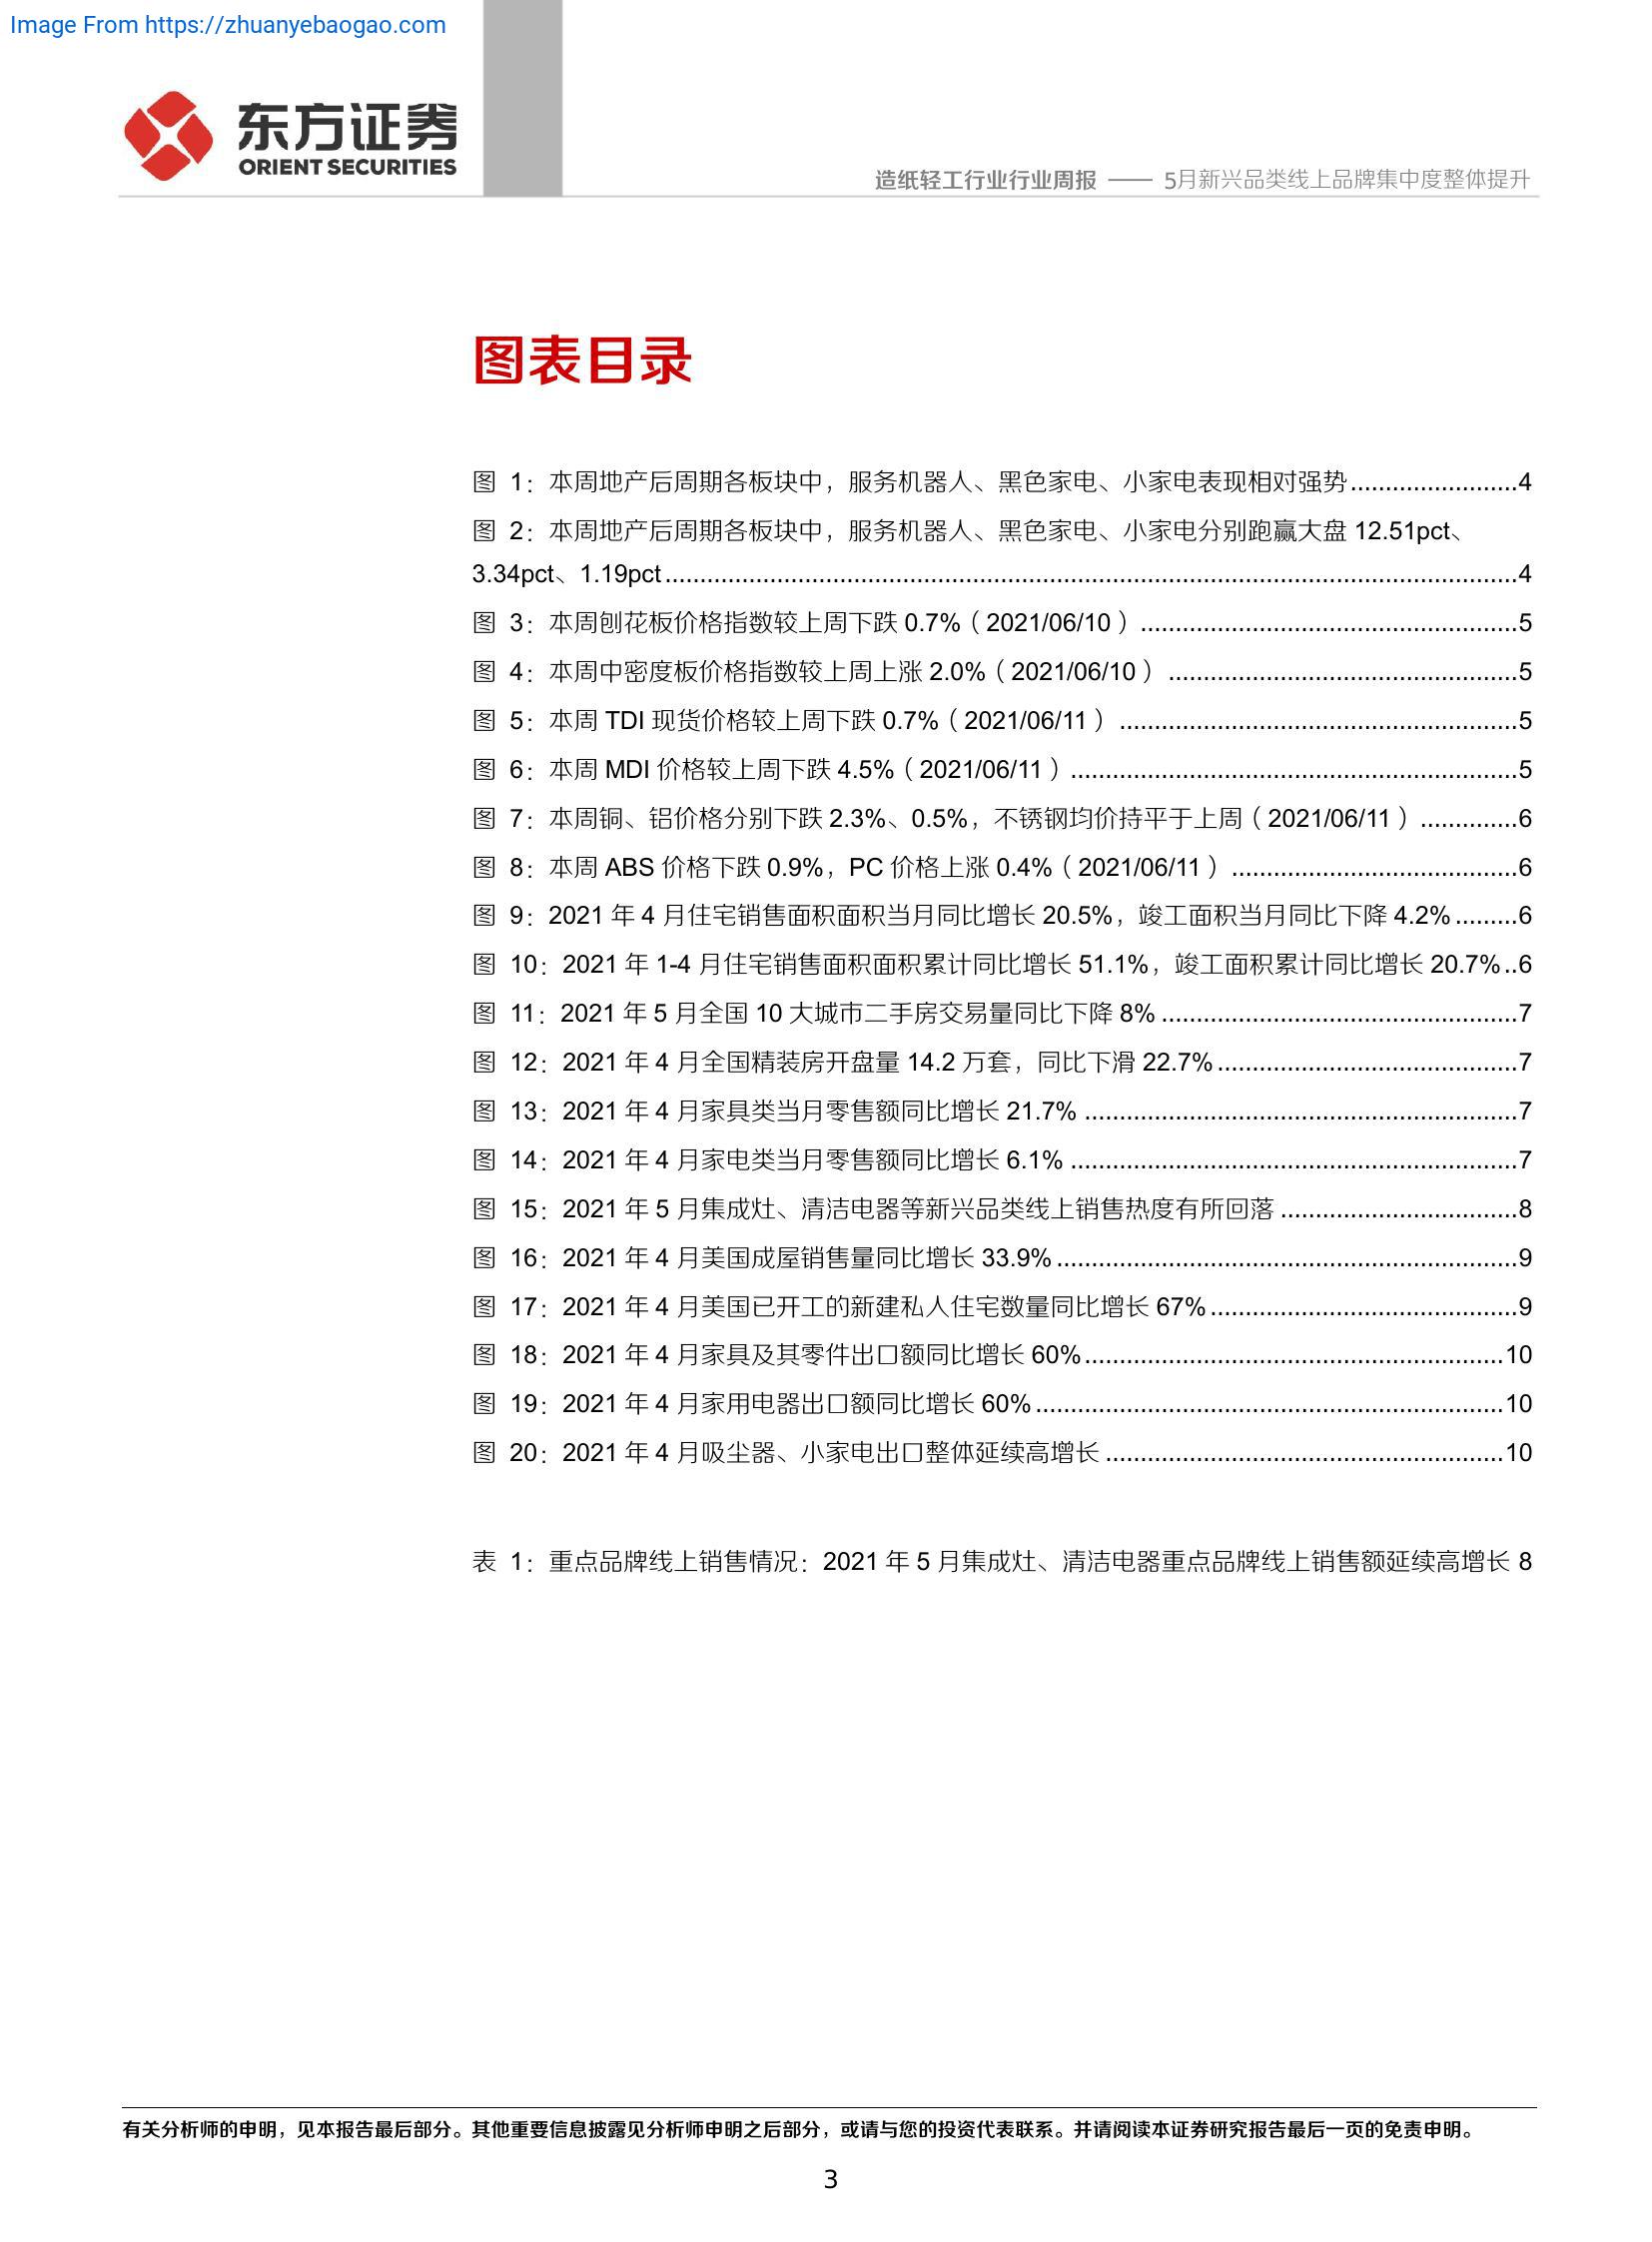 Image From https://zhuanyebaogao.com
东方证券
ORIENT SECURITIES
造纸轻工行业行业周报 —— 5月新兴品类线上品牌集中度整体提升
图表目录
图 1：本周地产后周期各板块中，服务机器人、黑色家电、小家电表现相对强势........................4
图 2：本周地产后周期各板块中，服务机器人、黑色家电、小家电分别跑赢大盘 12.51pct、
3.34pct、1.19pct..........................................................................................................................4
图 3：本周刨花板价格指数较上周下跌 0.7%（2021/06/10）......................................................5
图 4：本周中密度板价格指数较上周上涨 2.0%（2021/06/10）..................................................5
图 5：本周 TDI 现货价格较上周下跌 0.7%（2021/06/11）.........................................................5
图 6：本周 MDI 价格较上周下跌 4.5%（2021/06/11）................................................................5
图 7：本周铜、铝价格分别下跌 2.3%、0.5%，不锈钢均价持平于上周（2021/06/11）..............6
图 8：本周 ABS 价格下跌 0.9%，PC 价格上涨 0.4%（2021/06/11）.........................................6
图 9：2021 年 4 月住宅销售面积面积当月同比增长 20.5%，竣工面积当月同比下降 4.2%.........6
图 10：2021 年 1-4 月住宅销售面积面积累计同比增长 51.1%，竣工面积累计同比增长 20.7%..6
图 11：2021 年 5 月全国 10 大城市二手房交易量同比下降 8%...................................................7
图 12：2021 年 4 月全国精装房开盘量 14.2 万套，同比下滑 22.7%...........................................7
图 13：2021 年 4 月家具类当月零售额同比增长 21.7%..............................................................7
图 14：2021 年 4 月家电类当月零售额同比增长 6.1%................................................................7
图 15：2021 年 5 月集成灶、清洁电器等新兴品类线上销售热度有所回落..................................8
图 16：2021 年 4 月美国成屋销售量同比增长 33.9%..................................................................9
图 17：2021 年 4 月美国已开工的新建私人住宅数量同比增长 67%............................................9
图 18：2021 年 4 月家具及其零件出口额同比增长 60%............................................................10
图 19：2021 年 4 月家用电器出口额同比增长 60%...................................................................10
图 20：2021 年 4 月吸尘器、小家电出口整体延续高增长.........................................................10
表 1：重点品牌线上销售情况：2021 年 5 月集成灶、清洁电器重点品牌线上销售额延续高增长 8
有关分析师的申明，见本报告最后部分。其他重要信息披露见分析师申明之后部分，或请与您的投资代表联系。并请阅读本证券研究报告最后一页的免责申明。
3